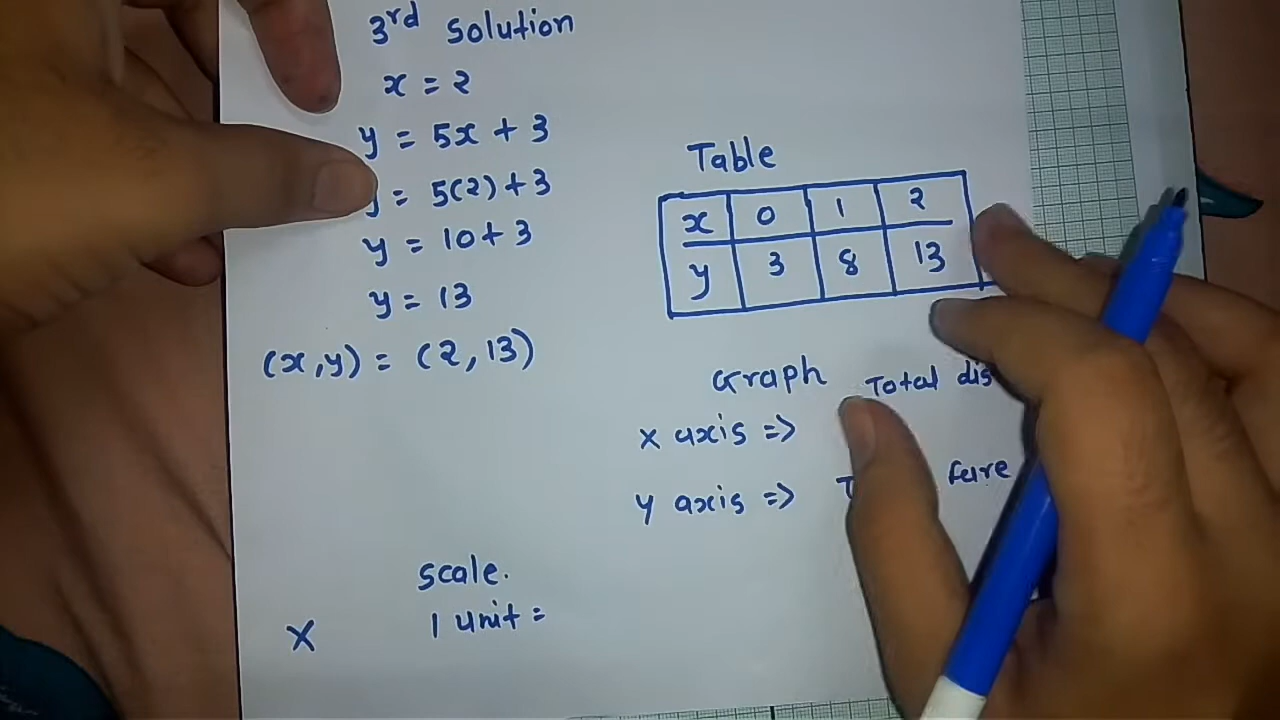 3rd solution
x = 2
y = 5x + 3
= 5(2) + 3
y = 10 + 3
y = 13
(x,y) = (2,13)
Table
x 0 1 2
y 3 8 13
Graph
x axis => Total
y axis => Fare
scale.
1 unit =
X